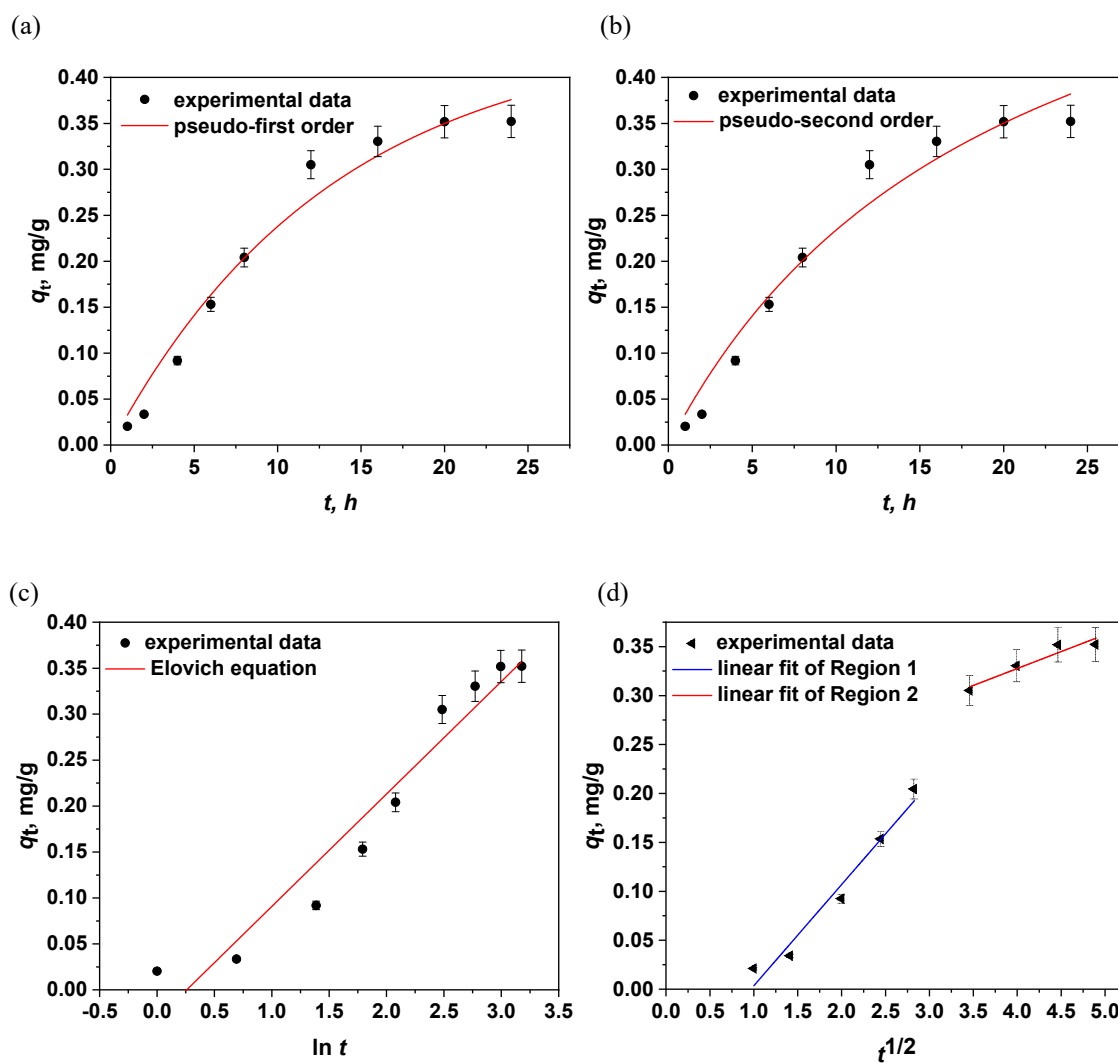 (a)
0.40
0.35
0.30
0.25
0.20
0.15
0.10
0.05
0.00
qt, mg/g
experimental data
pseudo-first order
0 5 10 15 20 25
t, h
(b)
0.40
0.35
0.30
0.25
0.20
0.15
0.10
0.05
0.00
qt, mg/g
experimental data
pseudo-second order
0 5 10 15 20 25
t, h
(c)
0.40
0.35
0.30
0.25
0.20
0.15
0.10
0.05
0.00
qt, mg/g
experimental data
Elovich equation
-0.5 0.0 0.5 1.0 1.5 2.0 2.5 3.0 3.5
ln t
(d)
0.35
0.30
0.25
0.20
0.15
0.10
0.05
0.00
qt, mg/g
experimental data
linear fit of Region 1
linear fit of Region 2
0.0 0.5 1.0 1.5 2.0 2.5 3.0 3.5 4.0 4.5 5.0
t1/2